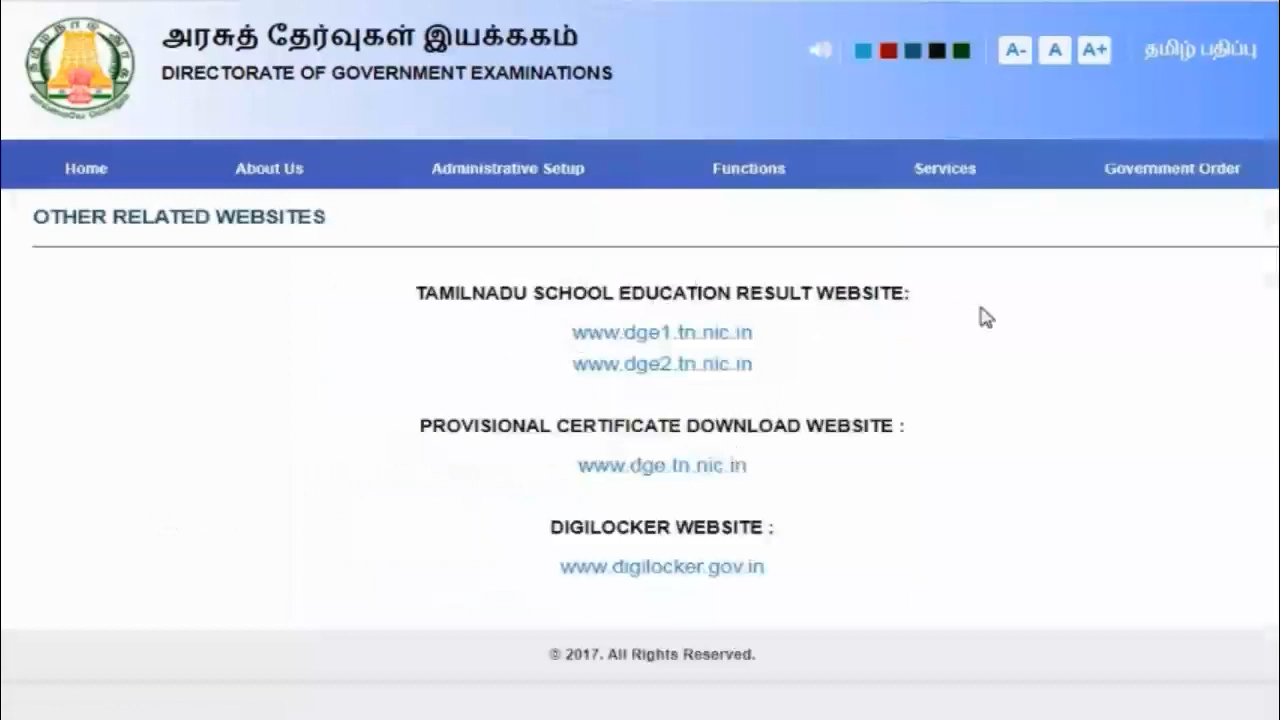 அரசுத் தேர்வுகள் இயக்ககம்
DIRECTORATE OF GOVERNMENT EXAMINATIONS
A- A A+ தமிழ் பதிப்பு
Home About Us Administrative Setup Functions Services Government Order
OTHER RELATED WEBSITES
TAMILNADU SCHOOL EDUCATION RESULT WEBSITE:
www.dge1.tn.nic.in
www.dge2.tn.nic.in
PROVISIONAL CERTIFICATE DOWNLOAD WEBSITE :
www.dge.tn.nic.in
DIGILOCKER WEBSITE :
www.digilocker.gov.in
© 2017. All Rights Reserved.